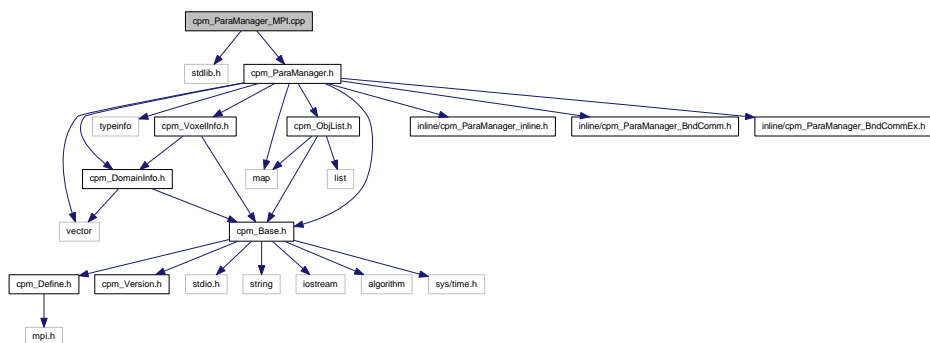 cpm_ParaManager_MPI.cpp
stdlib.h
cpm_ParaManager.h
typeinfo
cpm_VoxelInfo.h
cpm_ObjList.h
inline/cpm_ParaManager_inline.h
inline/cpm_ParaManager_BndComm.h
inline/cpm_ParaManager_BndCommEx.h
cpm_DomainInfo.h
map
list
vector
cpm_Base.h
cpm_Define.h
cpm_Version.h
stdio.h
string
iostream
algorithm
sys/time.h
mpi.h